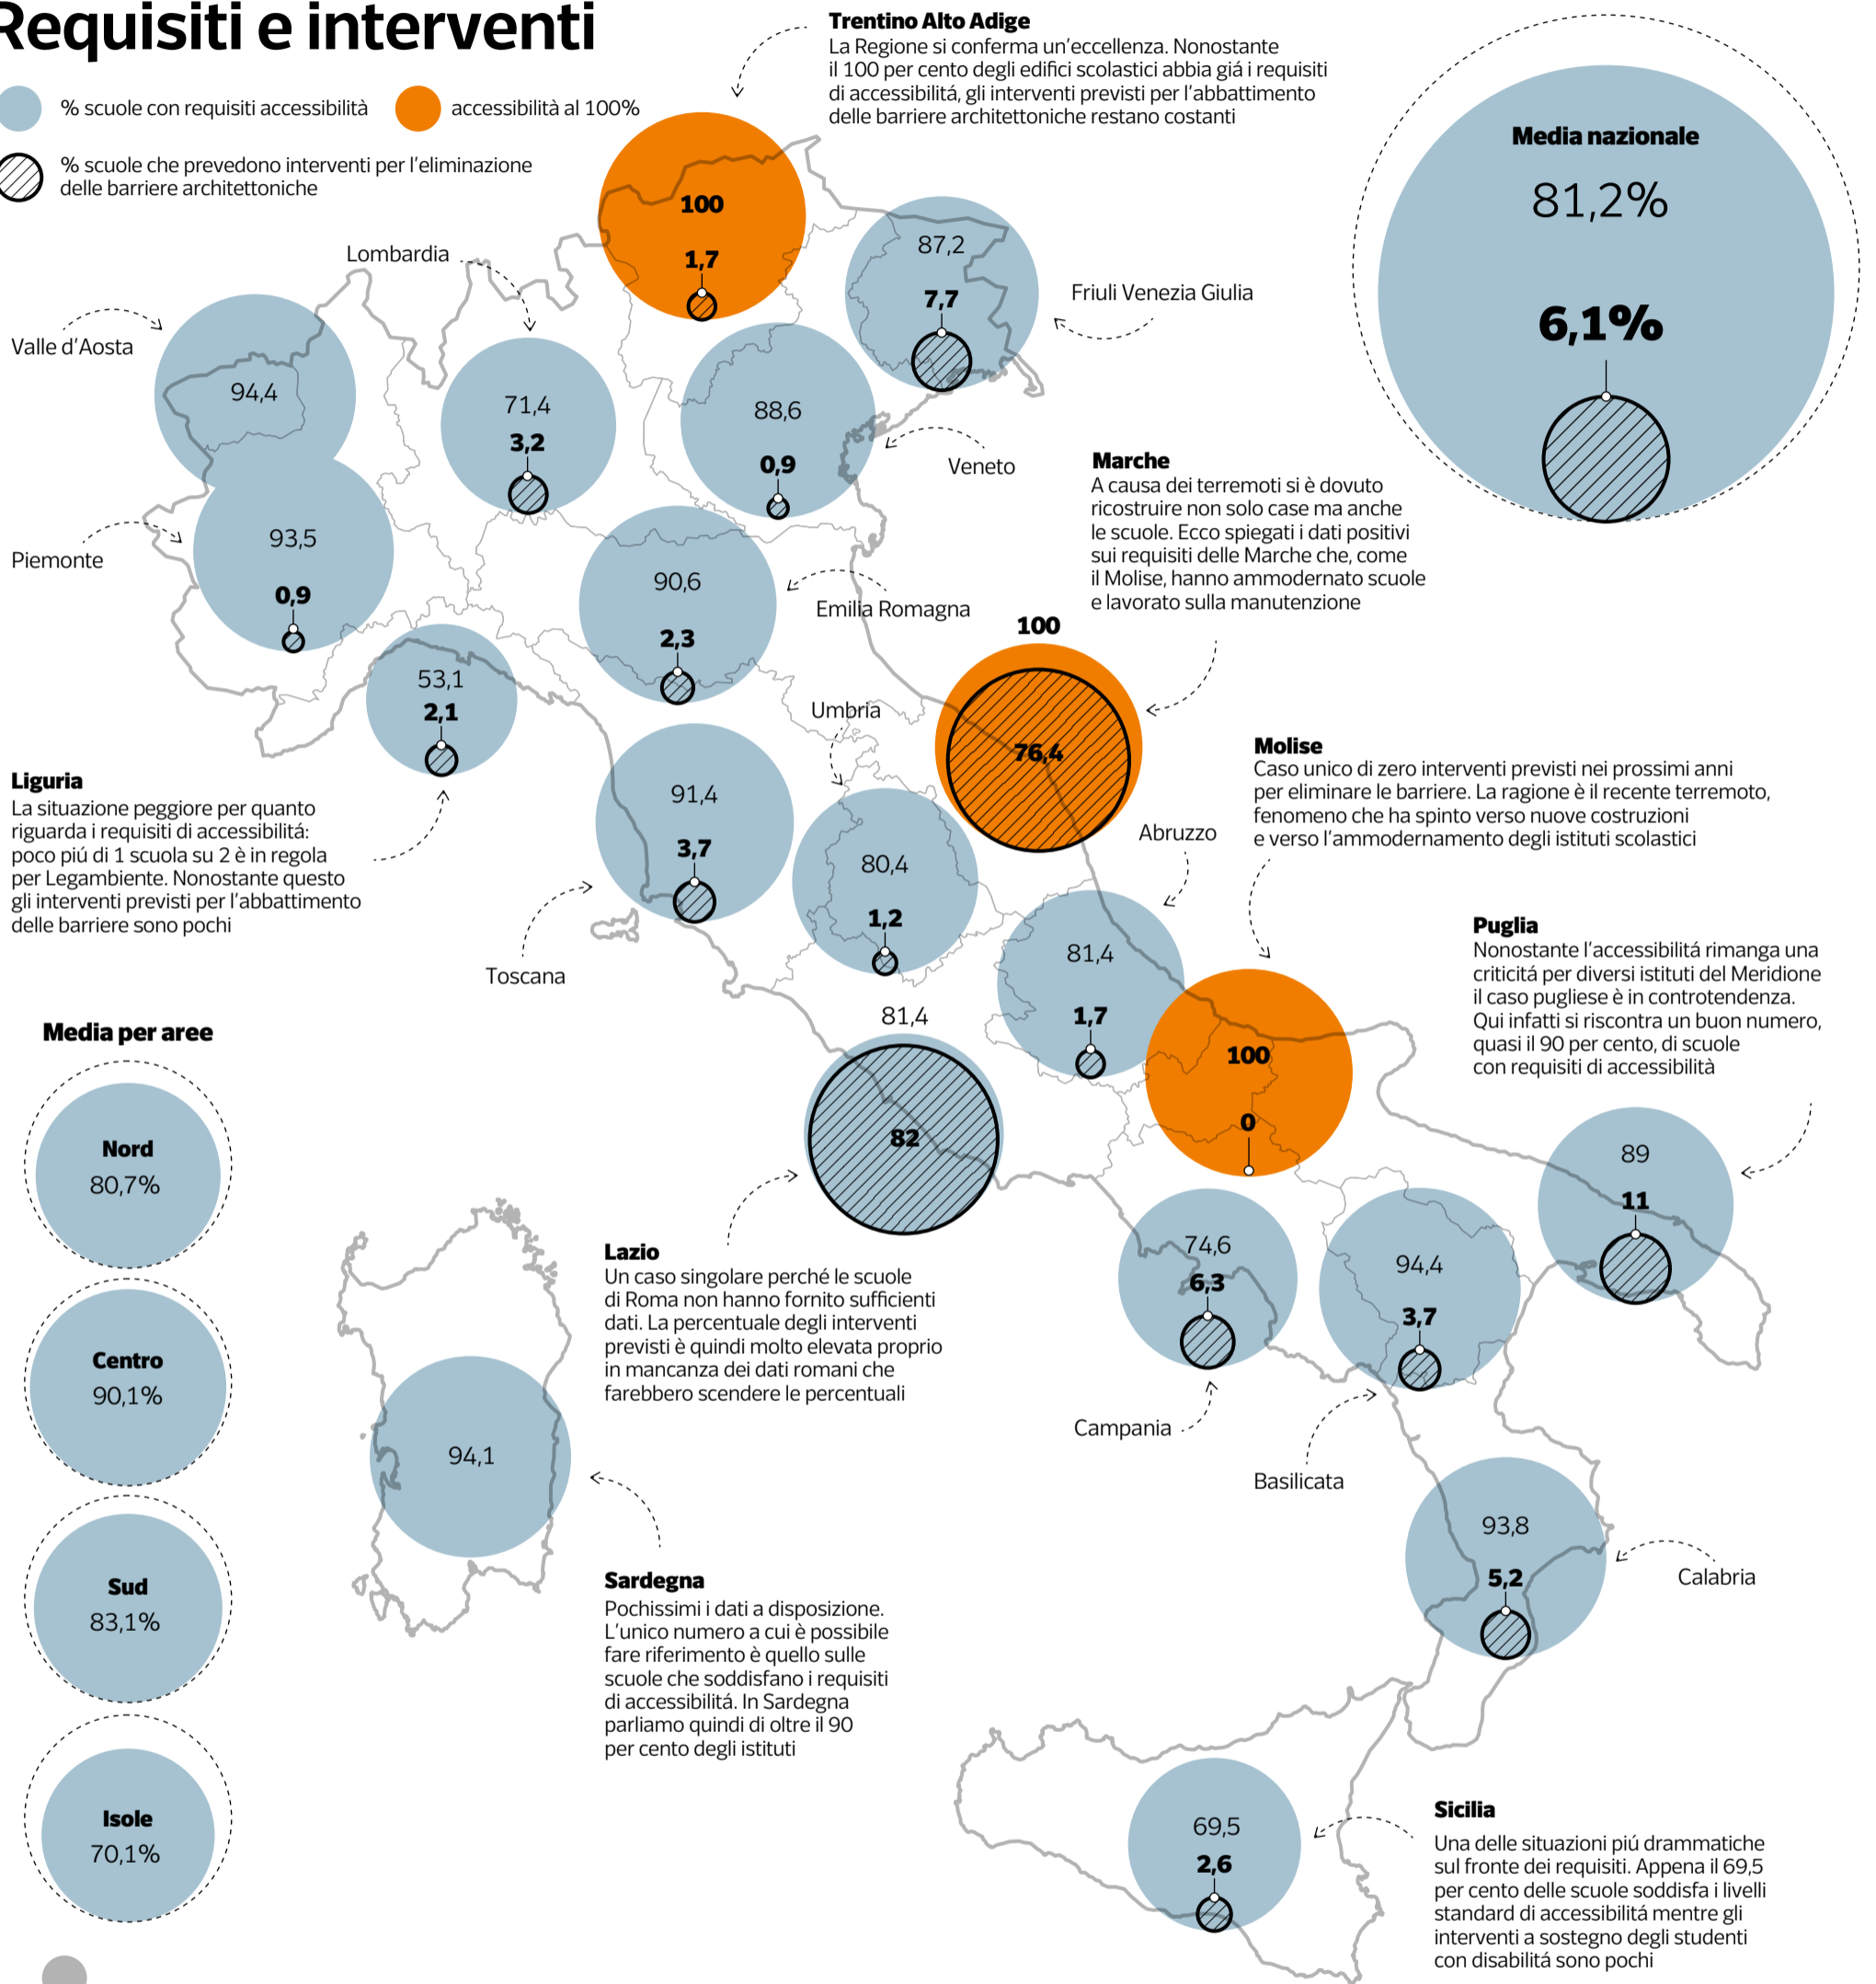 Requisiti e interventi
% scuole con requisiti accessibilità
accessibilità al 100%
% scuole che prevedono interventi per l'eliminazione
delle barriere architettoniche
Trentino Alto Adige
La Regione si conferma un'eccellenza. Nonostante
il 100 per cento degli edifici scolastici abbia giá i requisiti
di accessibilitá, gli interventi previsti per l'abbattimento
delle barriere architettoniche restano costanti
100
1,7
Media nazionale
81,2%
6,1%
Lombardia
71,4
3,2
87,2
7,7
Friuli Venezia Giulia
Valle d'Aosta
94,4
88,6
0,9
Veneto
Piemonte
93,5
0,9
90,6
2,3
Emilia Romagna
Marche
A causa dei terremoti si è dovuto
ricostruire non solo case ma anche
le scuole. Ecco spiegati i dati positivi
sui requisiti delle Marche che, come
il Molise, hanno ammodernato scuole
e lavorato sulla manutenzione
100
76,4
53,1
2,1
Liguria
La situazione peggiore per quanto
riguarda i requisiti di accessibilitá:
poco piú di 1 scuola su 2 è in regola
per Legambiente. Nonostante questo
gli interventi previsti per l'abbattimento
delle barriere sono pochi
Umbria
80,4
1,2
91,4
3,7
Toscana
Molise
Caso unico di zero interventi previsti nei prossimi anni
per eliminare le barriere. La ragione è il recente terremoto,
fenomeno che ha spinto verso nuove costruzioni
e verso l'ammodernamento degli istituti scolastici
100
0
Abruzzo
81,4
1,7
Puglia
Nonostante l'accessibilitá rimanga una
criticitá per diversi istituti del Meridione
il caso pugliese è in controtendenza.
Qui infatti si riscontra un buon numero,
quasi il 90 per cento, di scuole
con requisiti di accessibilità
89
11
81,4
82
Lazio
Un caso singolare perché le scuole
di Roma non hanno fornito sufficienti
dati. La percentuale degli interventi
previsti è quindi molto elevata proprio
in mancanza dei dati romani che
farebbero scendere le percentuali
Media per aree
Nord
80,7%
Centro
90,1%
Sud
83,1%
Isole
70,1%
74,6
6,3
Campania
94,4
3,7
Basilicata
94,1
Sardegna
Pochissimi i dati a disposizione.
L'unico numero a cui è possibile
fare riferimento è quello sulle
scuole che soddisfano i requisiti
di accessibilitá. In Sardegna
parliamo quindi di oltre il 90
per cento degli istituti
93,8
5,2
Calabria
69,5
2,6
Sicilia
Una delle situazioni piú drammatiche
sul fronte dei requisiti. Appena il 69,5
per cento delle scuole soddisfa i livelli
standard di accessibilitá mentre gli
interventi a sostegno degli studenti
con disabilitá sono pochi